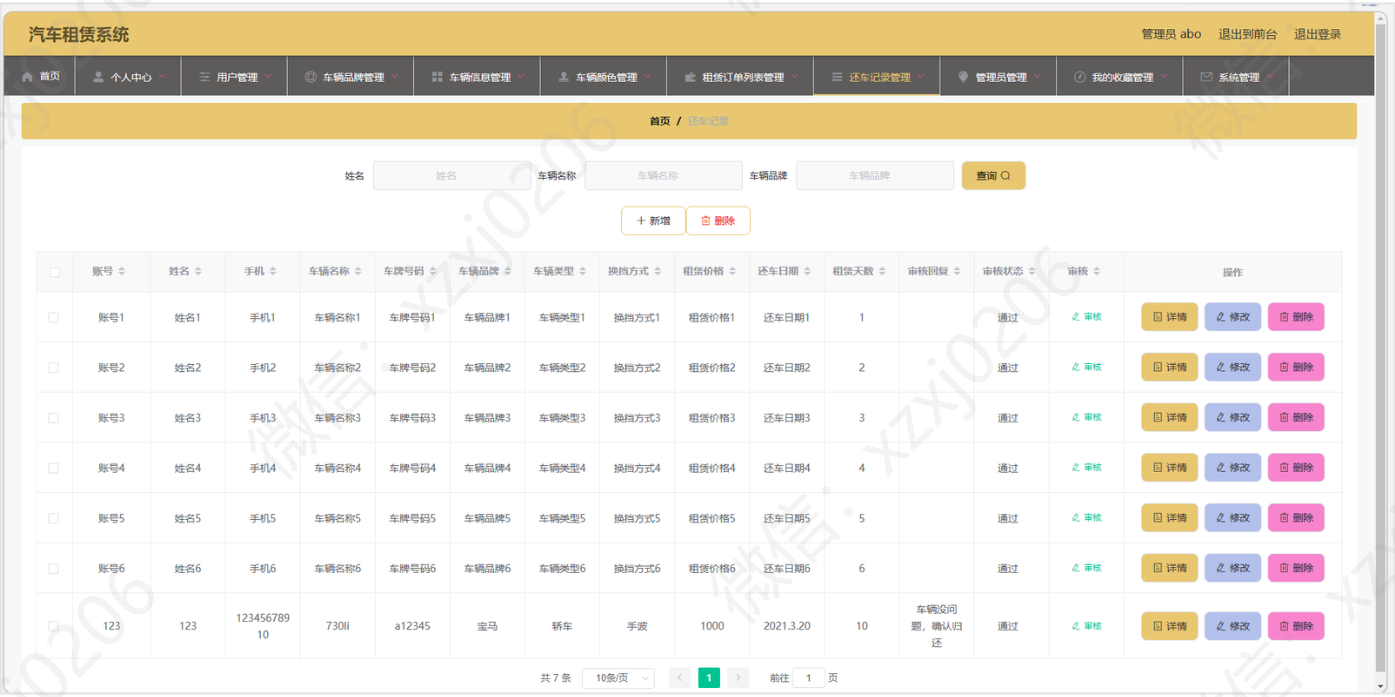 汽车租赁系统
管理员 abo 退出到前台 退出登录
首页 个人中心 用户管理 车辆品牌管理 车辆信息管理 车辆颜色管理 租赁订单列表管理 还车记录管理 管理员管理 我的收藏管理 系统管理
首页 / 还车记录
姓名 姓名 车辆名称 车辆名称 车辆品牌 车辆品牌 查询
新增 删除
账号 姓名 手机 车辆名称 车牌号码 车辆品牌 车辆类型 换挡方式 租赁价格 还车日期 租赁天数 审核回复 审核状态 审核 操作
账号1 姓名1 手机1 车辆名称1 车牌号码1 车辆品牌1 车辆类型1 换挡方式1 租赁价格1 还车日期1 1 通过 审核 详情 修改 删除
账号2 姓名2 手机2 车辆名称2 车牌号码2 车辆品牌2 车辆类型2 换挡方式2 租赁价格2 还车日期2 2 通过 审核 详情 修改 删除
账号3 姓名3 手机3 车辆名称3 车牌号码3 车辆品牌3 车辆类型3 换挡方式3 租赁价格3 还车日期3 3 通过 审核 详情 修改 删除
账号4 姓名4 手机4 车辆名称4 车牌号码4 车辆品牌4 车辆类型4 换挡方式4 租赁价格4 还车日期4 4 通过 审核 详情 修改 删除
账号5 姓名5 手机5 车辆名称5 车牌号码5 车辆品牌5 车辆类型5 换挡方式5 租赁价格5 还车日期5 5 通过 审核 详情 修改 删除
账号6 姓名6 手机6 车辆名称6 车牌号码6 车辆品牌6 车辆类型6 换挡方式6 租赁价格6 还车日期6 6 通过 审核 详情 修改 删除
123 123 12345678910 730li a12345 宝马 轿车 手波 1000 2021.3.20 10 车辆没问题，确认归还 通过 审核 详情 修改 删除
共 7 条 10条/页 1 前往 1 页
微信：xzxj0206
微信：xzxj0206